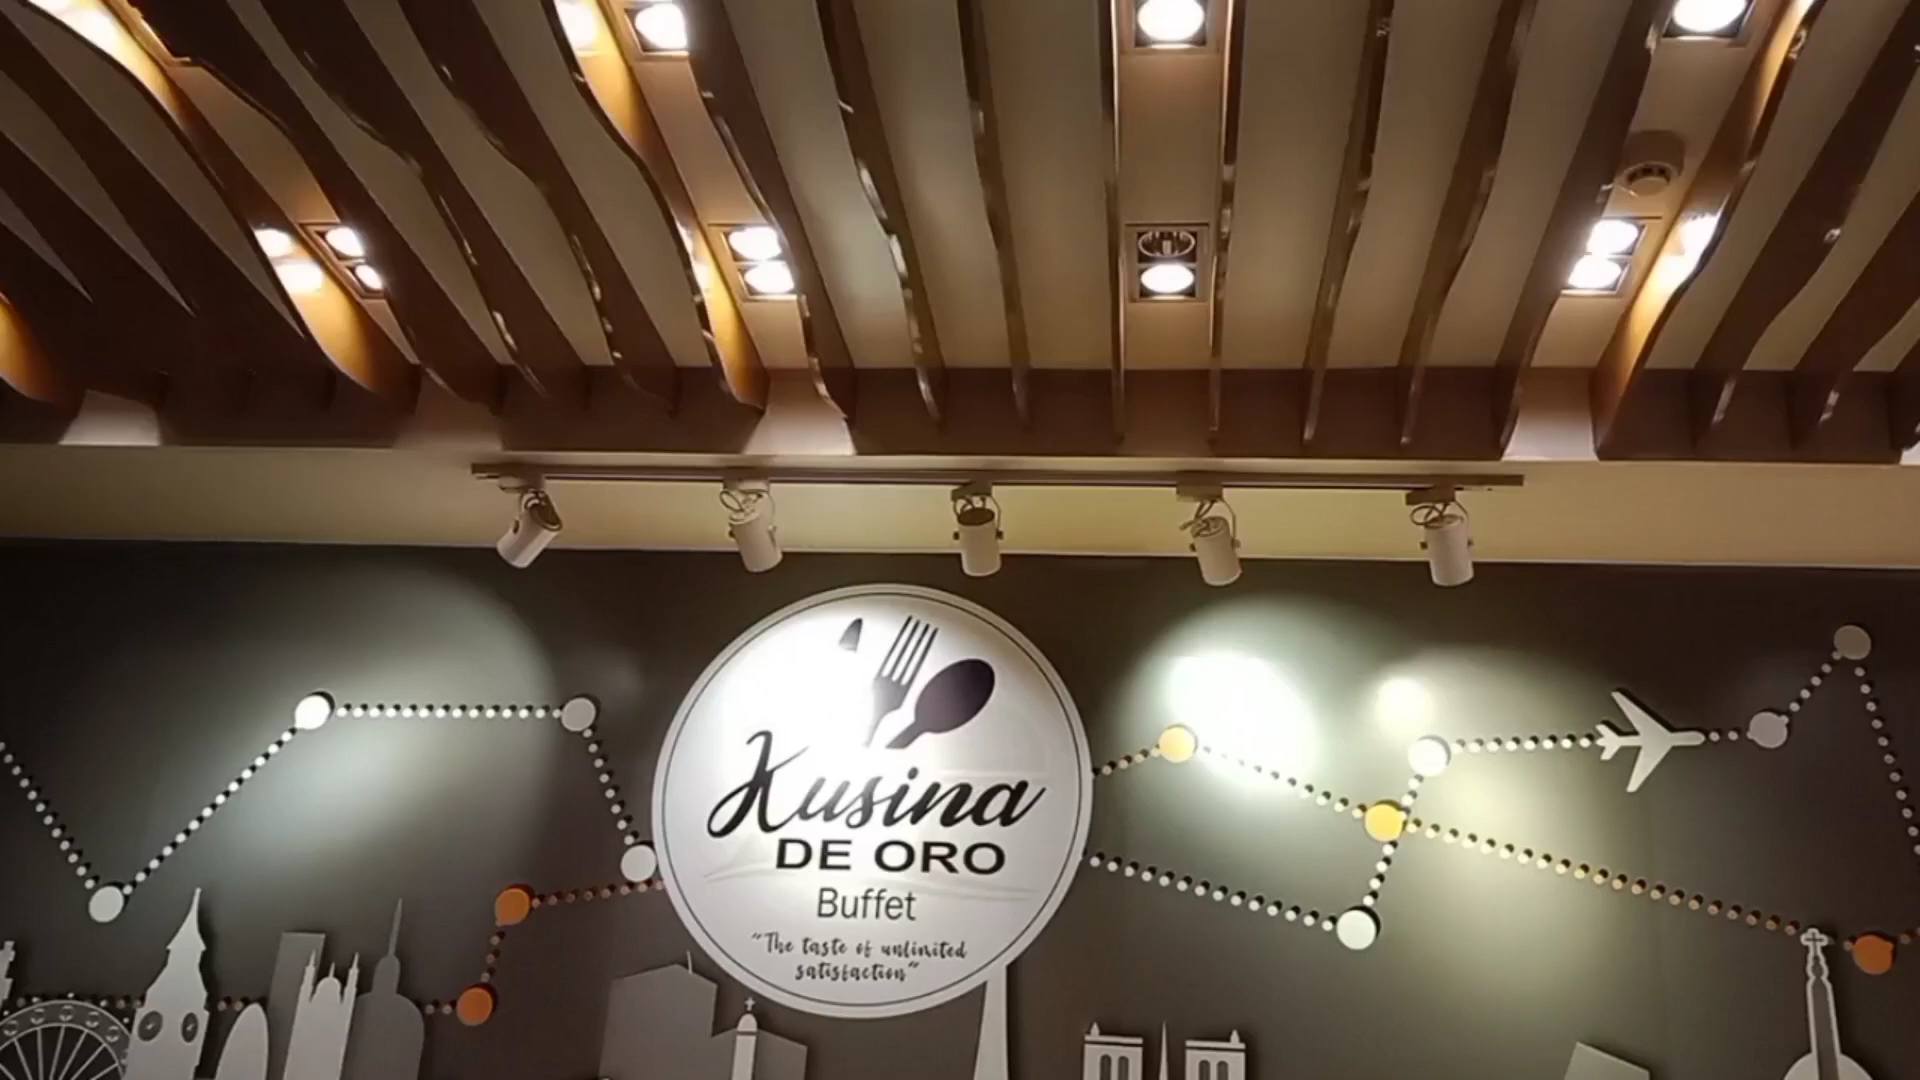 Kusina
DE ORO
Buffet
"The taste of unlimited
satisfaction"